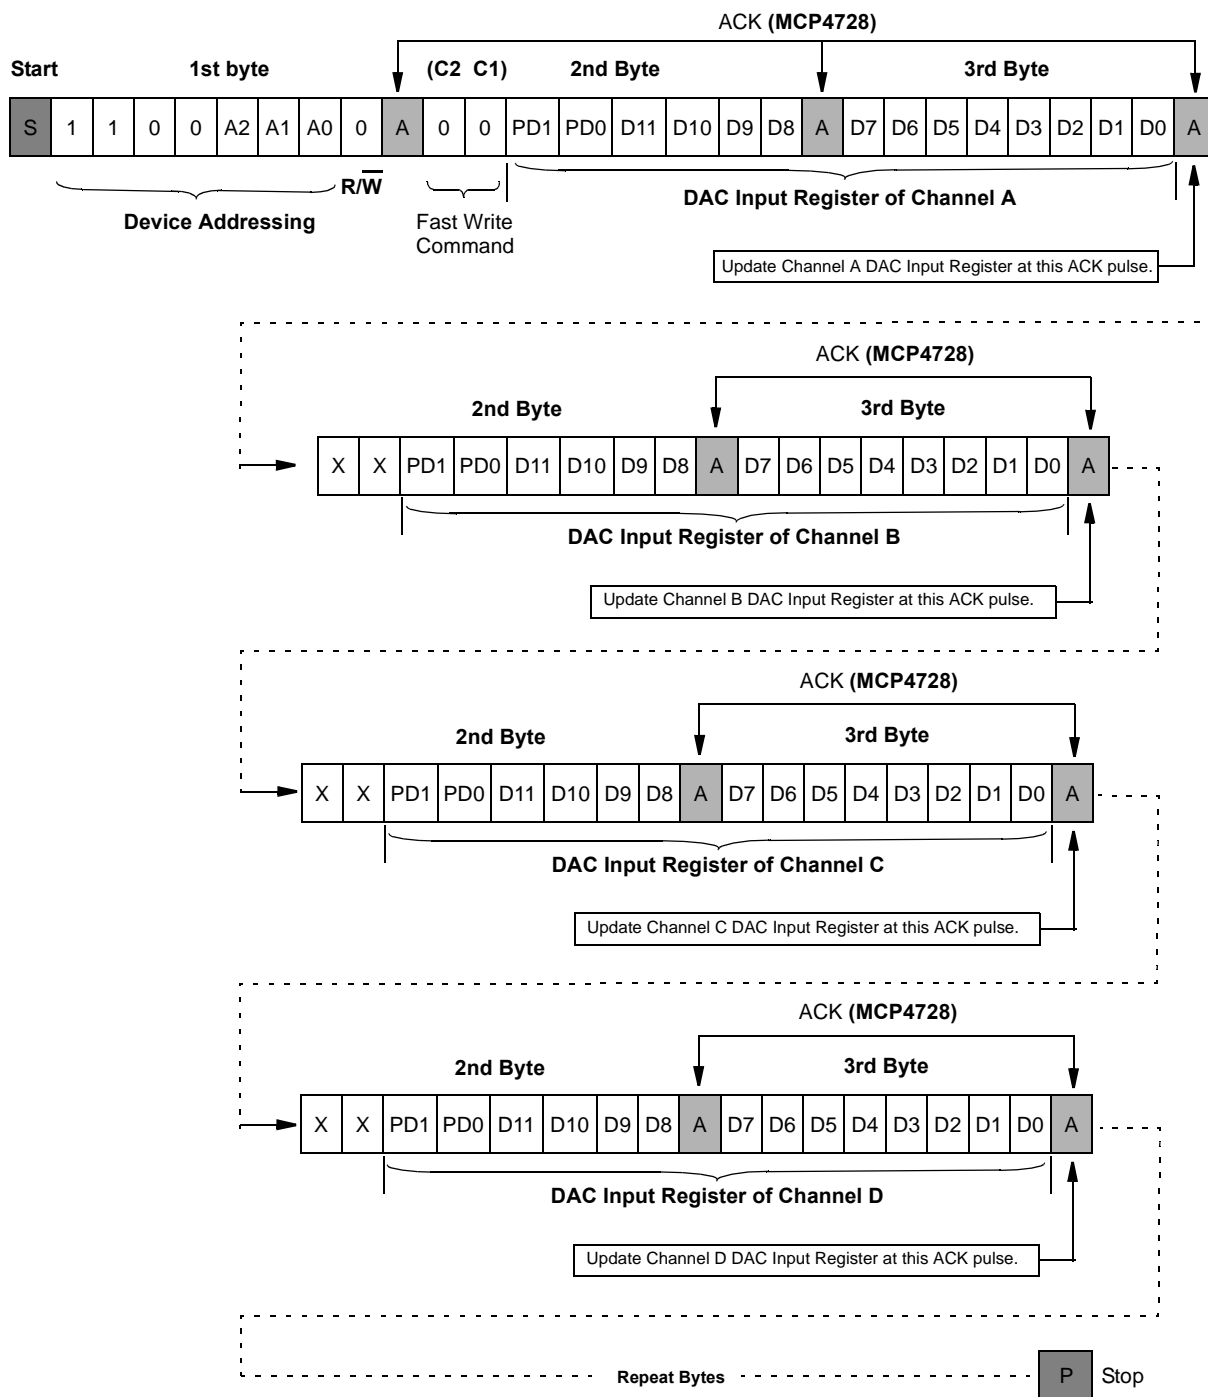 ACK (MCP4728)
Start 1st byte (C2 C1) 2nd Byte 3rd Byte
S 1 1 0 0 A2 A1 A0 0 A 0 0 PD1 PD0 D11 D10 D9 D8 A D7 D6 D5 D4 D3 D2 D1 D0 A
R/W̅
Device Addressing
Fast Write
Command
DAC Input Register of Channel A
Update Channel A DAC Input Register at this ACK pulse.
ACK (MCP4728)
2nd Byte 3rd Byte
X X PD1 PD0 D11 D10 D9 D8 A D7 D6 D5 D4 D3 D2 D1 D0 A
DAC Input Register of Channel B
Update Channel B DAC Input Register at this ACK pulse.
ACK (MCP4728)
2nd Byte 3rd Byte
X X PD1 PD0 D11 D10 D9 D8 A D7 D6 D5 D4 D3 D2 D1 D0 A
DAC Input Register of Channel C
Update Channel C DAC Input Register at this ACK pulse.
ACK (MCP4728)
2nd Byte 3rd Byte
X X PD1 PD0 D11 D10 D9 D8 A D7 D6 D5 D4 D3 D2 D1 D0 A
DAC Input Register of Channel D
Update Channel D DAC Input Register at this ACK pulse.
Repeat Bytes P Stop